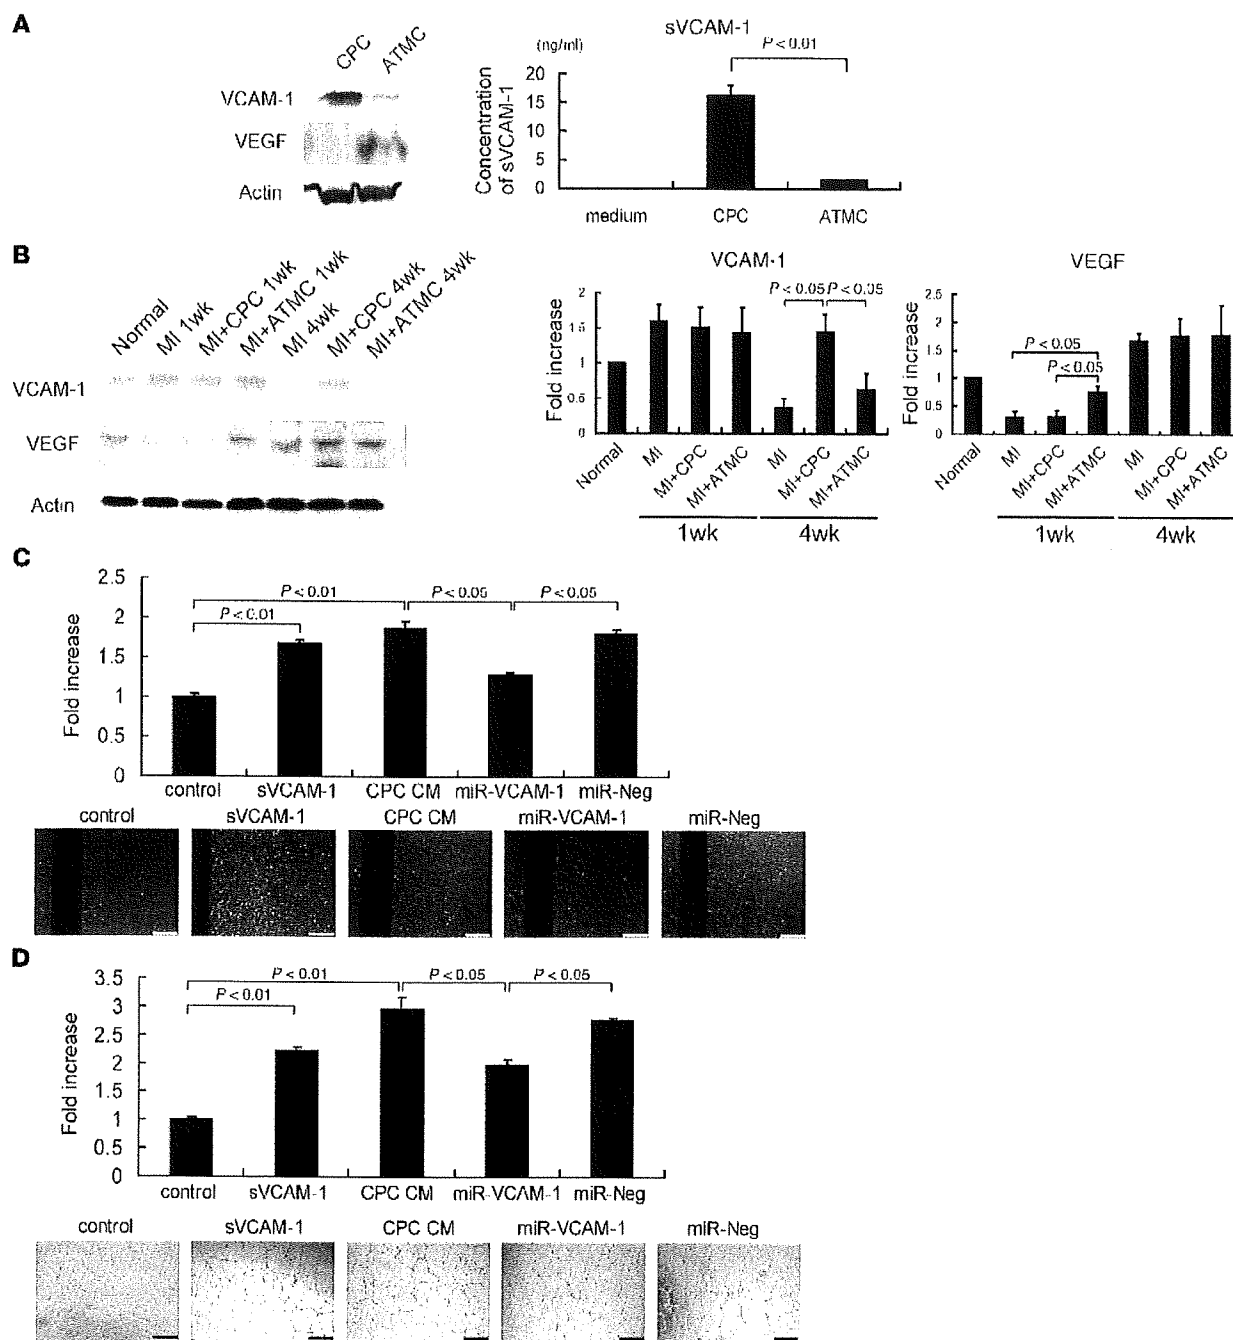 A
CPC
ATMC
VCAM-1
VEGF
Actin
sVCAM-1
(ng/ml)
P < 0.01
Concentration
of sVCAM-1
20
15
10
5
0
medium
CPC
ATMC
B
Normal
MI 1wk
MI+CPC 1wk
MI+ATMC 1wk
MI 4wk
MI+CPC 4wk
MI+ATMC 4wk
VCAM-1
VEGF
Actin
VCAM-1
P < 0.05
P < 0.05
Fold increase
2
1.5
1
0.5
0
Normal
MI
MI+CPC
MI+ATMC
MI
MI+CPC
MI+ATMC
1wk
4wk
VEGF
P < 0.05
P < 0.05
Fold increase
2.5
2
1.5
1
0.5
0
Normal
MI
MI+CPC
MI+ATMC
MI
MI+CPC
MI+ATMC
1wk
4wk
C
P < 0.01
P < 0.05
P < 0.05
P < 0.01
Fold increase
2.5
2
1.5
1
0.5
0
control
sVCAM-1
CPC CM
miR-VCAM-1
miR-Neg
control
sVCAM-1
CPC CM
miR-VCAM-1
miR-Neg
D
P < 0.01
P < 0.05
P < 0.05
P < 0.01
Fold increase
3.5
3
2.5
2
1.5
1
0.5
0
control
sVCAM-1
CPC CM
miR-VCAM-1
miR-Neg
control
sVCAM-1
CPC CM
miR-VCAM-1
miR-Neg